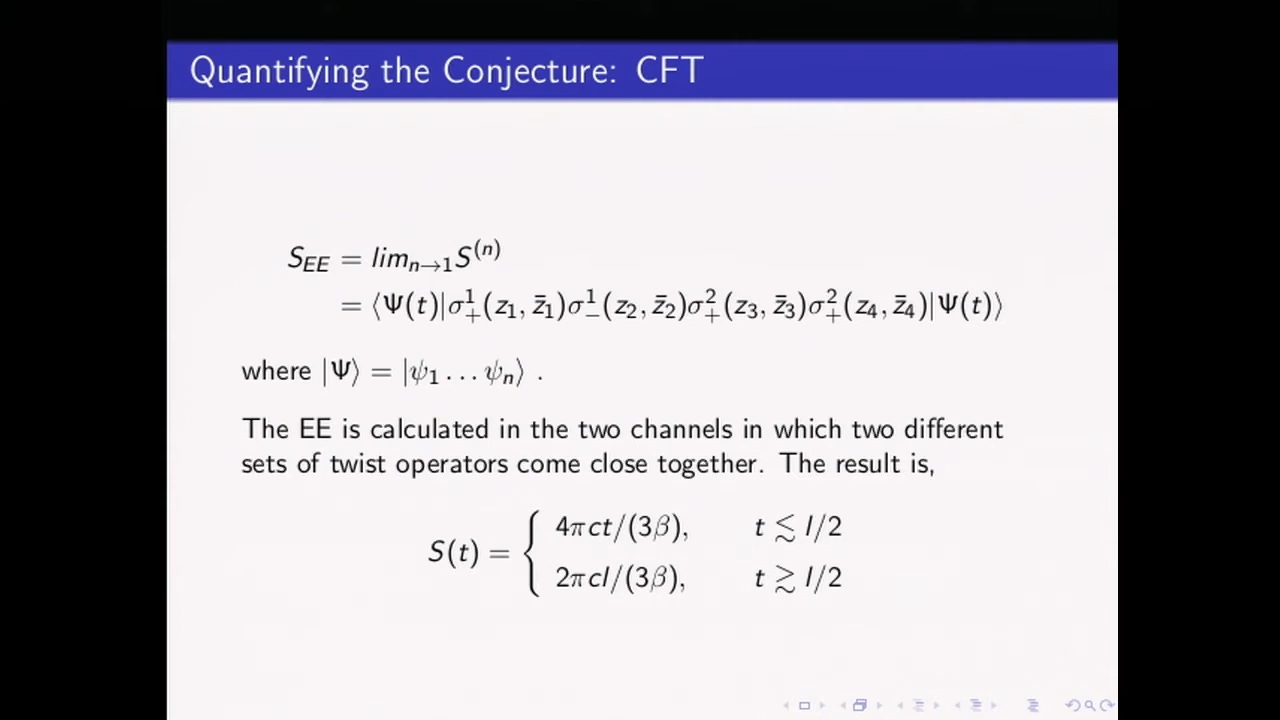 Quantifying the Conjecture: CFT
S_{EE} = lim_{n→1}S^{(n)}
= ⟨Ψ(t)|σ^1_+(z_1, z̄_1)σ^1_−(z_2, z̄_2)σ^2_+(z_3, z̄_3)σ^2_+(z_4, z̄_4)|Ψ(t)⟩
where |Ψ⟩ = |ψ_1 … ψ_n⟩ .
The EE is calculated in the two channels in which two different
sets of twist operators come close together. The result is,
S(t) = { 4πct/(3β), t ≲ l/2
2πcl/(3β), t ≳ l/2